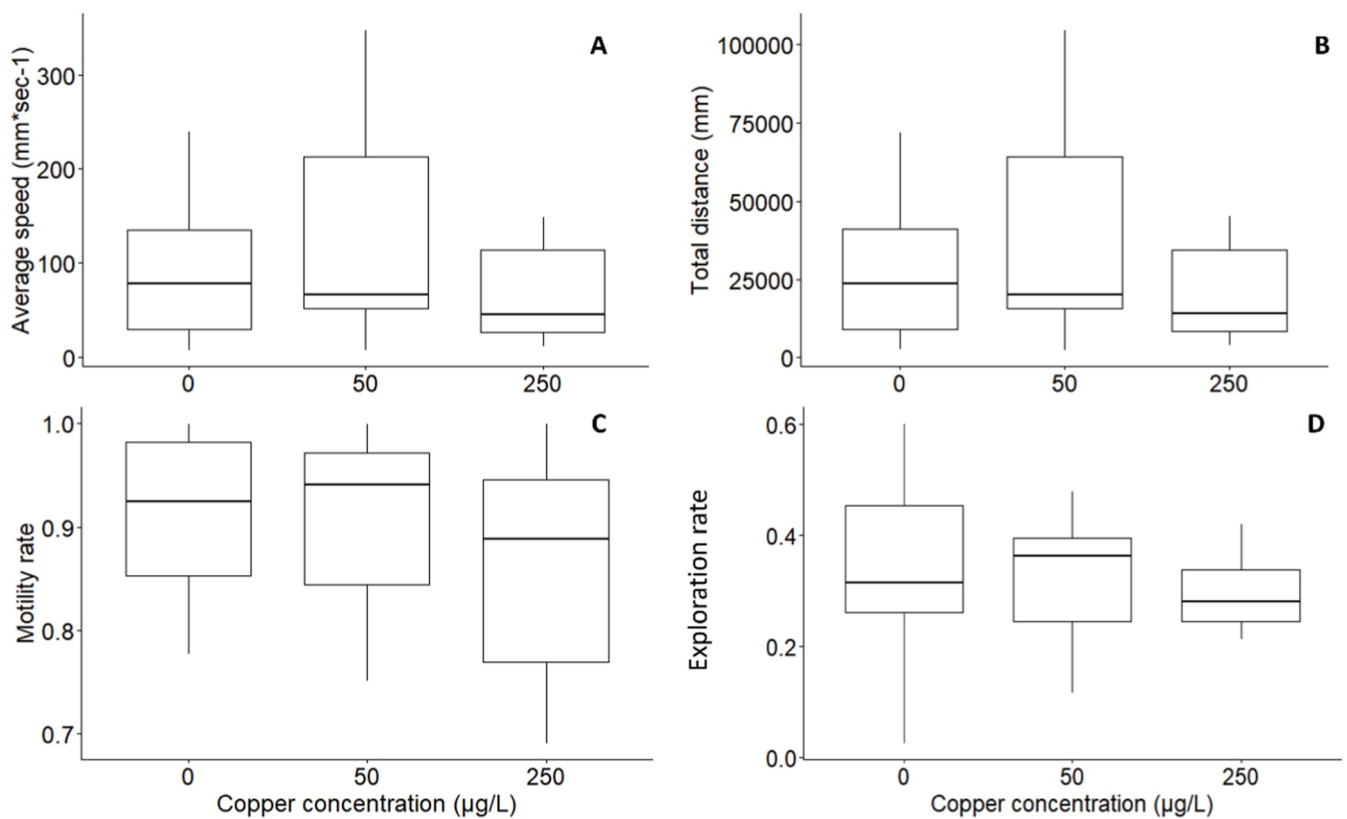 A
Average speed (mm*sec-1)
300
200
100
0
0 50 250
B
Total distance (mm)
100000
75000
50000
25000
0
0 50 250
C
Motility rate
1.0
0.9
0.8
0.7
0 50 250
Copper concentration (µg/L)
D
Exploration rate
0.6
0.4
0.2
0.0
0 50 250
Copper concentration (µg/L)